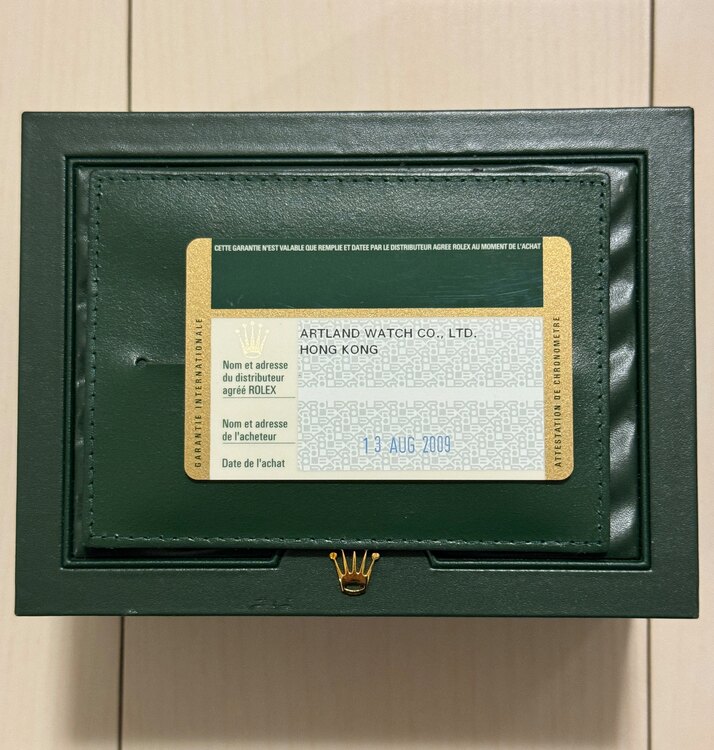 CETTE GARANTIE N'EST VALABLE QUE REMPLIE ET DATEE PAR LE DISTRIBUTEUR AGREE ROLEX AU MOMENT DE L'ACHAT
GARANTIE INTERNATIONALE
ARTLAND WATCH CO., LTD.
HONG KONG
Nom et adresse
du distributeur
agréé ROLEX
Nom et adresse
de l'acheteur
13 AUG 2009
Date de l'achat
ATTESTATION DE CHRONOMETRE